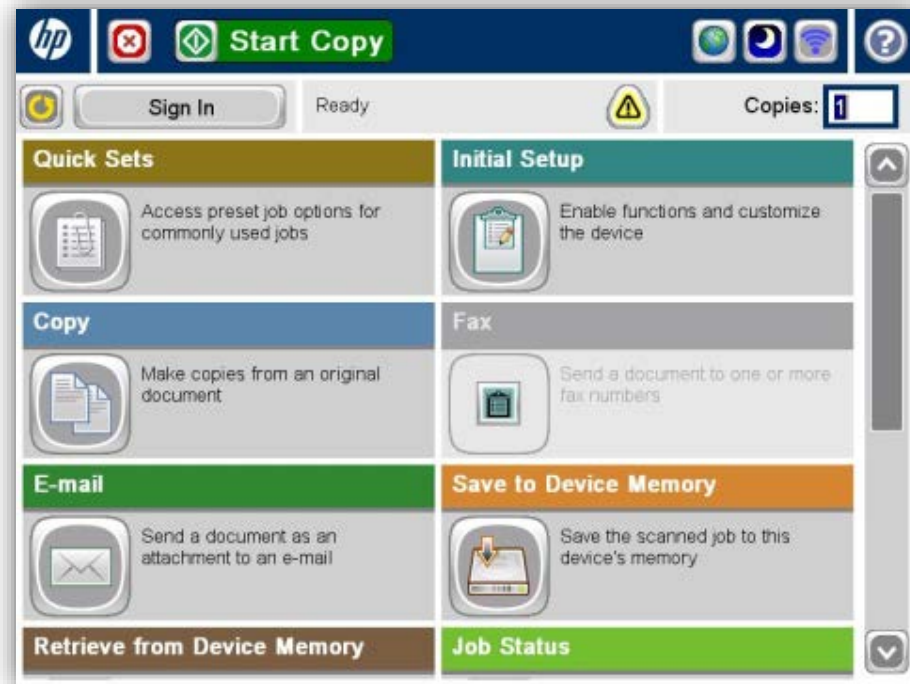 hp
Start Copy
?
Sign In
Ready
Copies: 1
Quick Sets
Initial Setup
Access preset job options for
commonly used jobs
Enable functions and customize
the device
Copy
Fax
Make copies from an original
document
Send a document to one or more
fax numbers
E-mail
Save to Device Memory
Send a document as an
attachment to an e-mail
Save the scanned job to this
device's memory
Retrieve from Device Memory
Job Status